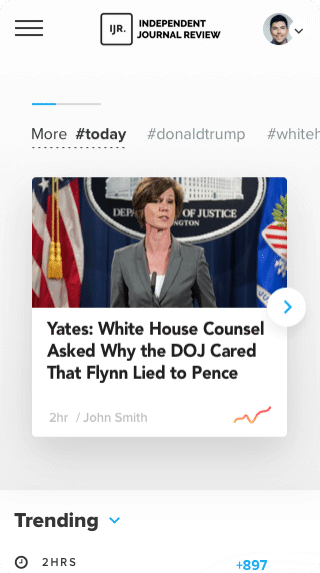 IJR.
INDEPENDENT
JOURNAL REVIEW
More #today #donaldtrump #whiteh
DEPA OF JUSTICE
NGTON
Yates: White House Counsel
Asked Why the DOJ Cared
That Flynn Lied to Pence
2hr / John Smith
Trending
2HRS
+897